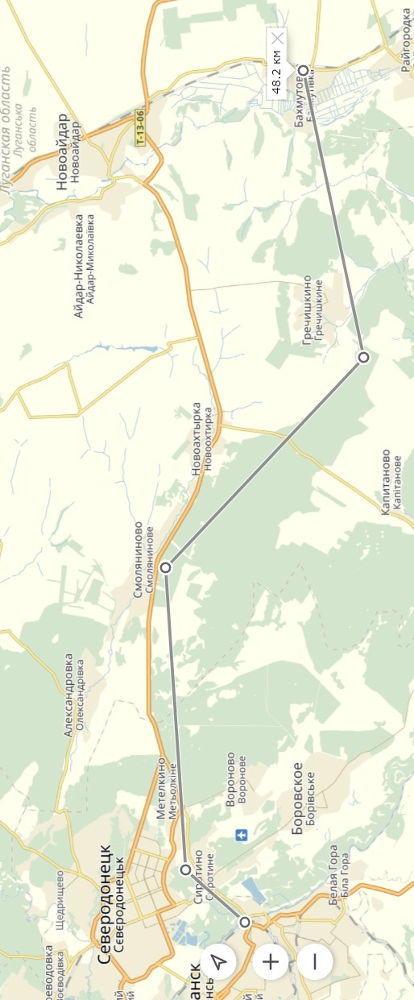 Луганская область
Луганська
область
Новоайдар
Новоайдар
Т-13-06
48.2 км
Бахмутівка
Райгородка
Айдар-Николаевка
Айдар-Миколаївка
Гречишкино
Гречишкине
Новоахтырка
Новоохтирка
Капитаново
Капітанове
Смоляниново
Смолянинове
Александровка
Олександрівка
Метелкино
Метьолкіне
Вороново
Воронове
Боровское
Борівське
Сиротино
Сиротине
Белая Гора
Біла Гора
Северодонецк
Сєвєродонецьк
Щедрищево